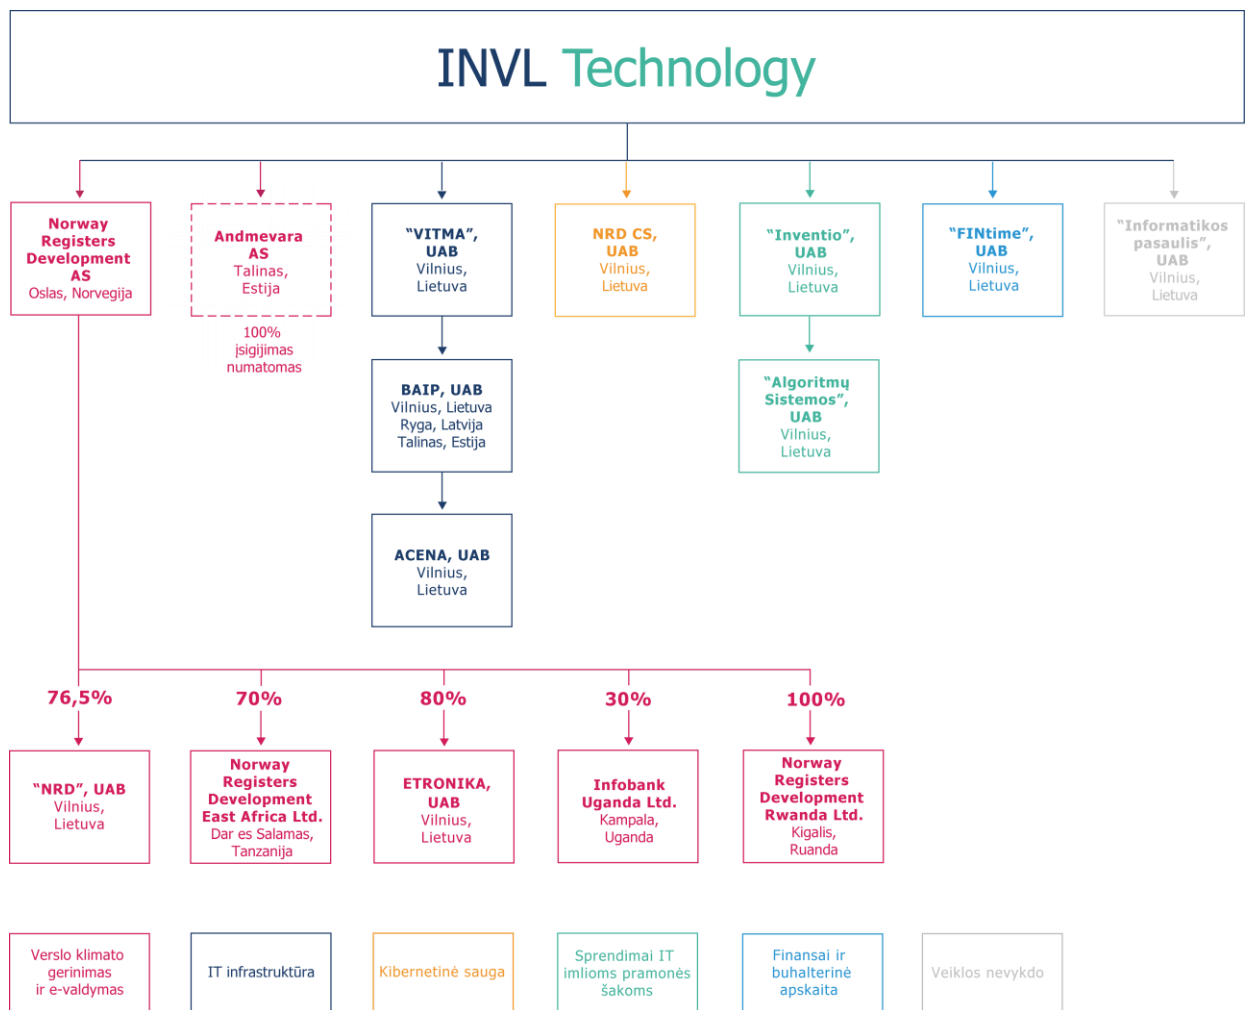 INVL Technology
Norway
Registers
Development
AS
Oslas, Norvegija
Andmevara
AS
Talinas,
Estija
100%
įsigijimas
numatomas
“VITMA”,
UAB
Vilnius,
Lietuva
NRD CS,
UAB
Vilnius,
Lietuva
“Inventio”,
UAB
Vilnius,
Lietuva
“FINtime”,
UAB
Vilnius,
Lietuva
“Informatikos
pasaulis”,
UAB
Vilnius,
Lietuva
BAIP, UAB
Vilnius, Lietuva
Ryga, Latvija
Talinas, Estija
“Algoritmų
Sistemos”,
UAB
Vilnius,
Lietuva
ACENA, UAB
Vilnius,
Lietuva
76,5%
70%
80%
30%
100%
“NRD”, UAB
Vilnius,
Lietuva
Norway
Registers
Development
East Africa Ltd.
Dar es Salamas,
Tanzanija
ETRONIKA,
UAB
Vilnius,
Lietuva
Infobank
Uganda Ltd.
Kampala,
Uganda
Norway
Registers
Development
Rwanda Ltd.
Kigalis,
Ruanda
Verslo klimato
gerinimas
ir e-valdymas
IT infrastruktūra
Kibernetinė sauga
Sprendimai IT
imlioms pramonės
šakoms
Finansai ir
buhalterinė
apskaita
Veiklos nevykdo